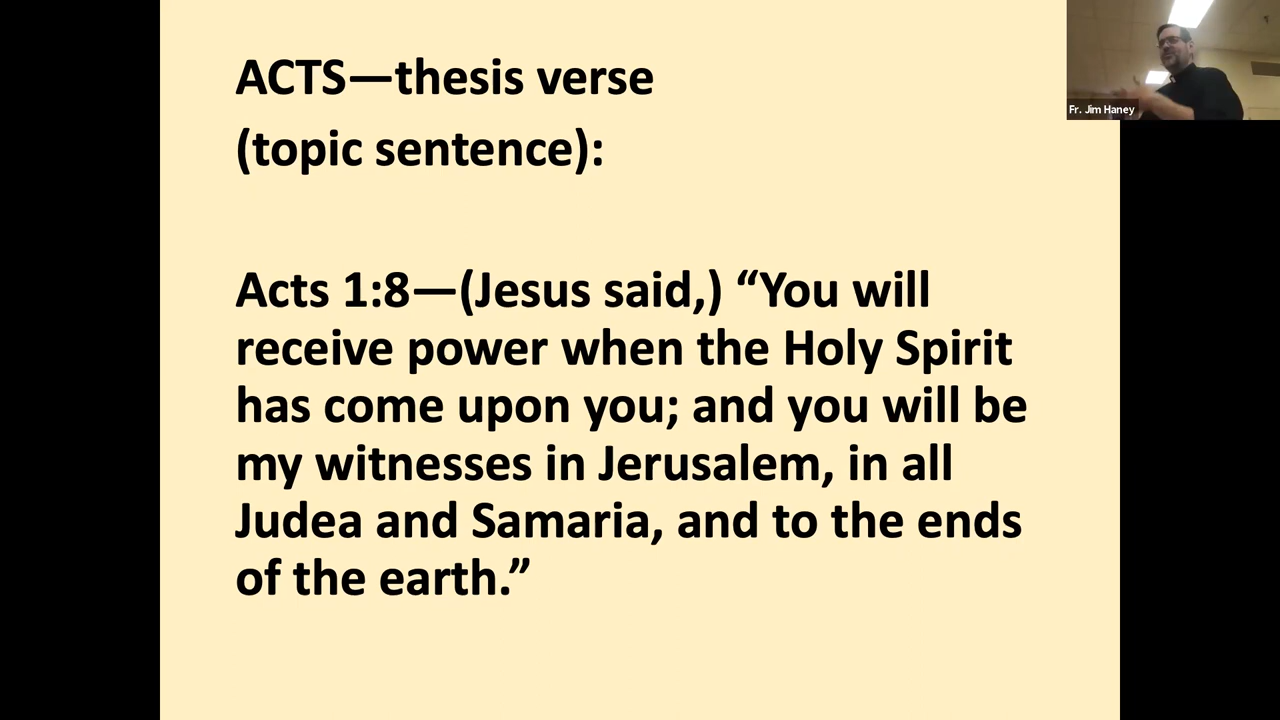 ACTS—thesis verse
(topic sentence):
Acts 1:8—(Jesus said,) “You will
receive power when the Holy Spirit
has come upon you; and you will be
my witnesses in Jerusalem, in all
Judea and Samaria, and to the ends
of the earth.”
Fr. Jim Haney